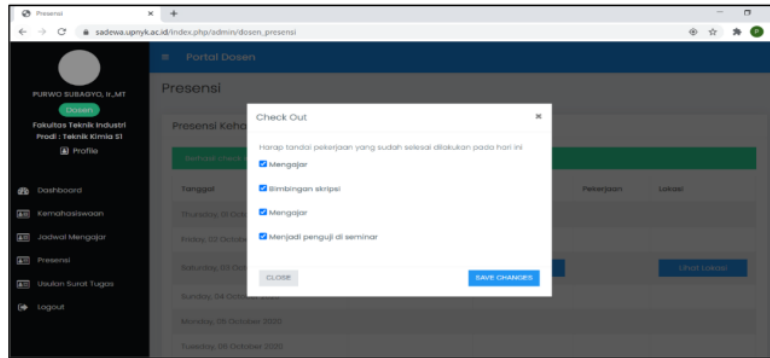 Presensi
sadewa.upnyk.ac.id/index.php/admin/dosen_presensi
P
PURWO SUBAGYO, Ir.,MT
Dosen
Fakultas Teknik Industri
Prodi : Teknik Kimia S1
Profile
Dashboard
Kemahasiswaan
Jadwal Mengajar
Presensi
Usulan Surat Tugas
Logout
Portal Dosen
Presensi
Presensi Keha
Berhasil Check
Check Out
Harap tandai pekerjaan yang sudah selesai dilakukan pada hari ini
Mengajar
Bimbingan skripsi
Mengajar
Menjadi penguji di seminar
CLOSE
SAVE CHANGES
Tanggal
Pekerjaan
Lokasi
Thursday, 01 Octo
Friday, 02 Octobe
Saturday, 03 Oct
Lihat Lokasi
Sunday, 04 October 2020
Monday, 05 October 2020
Tuesday, 06 October 2020